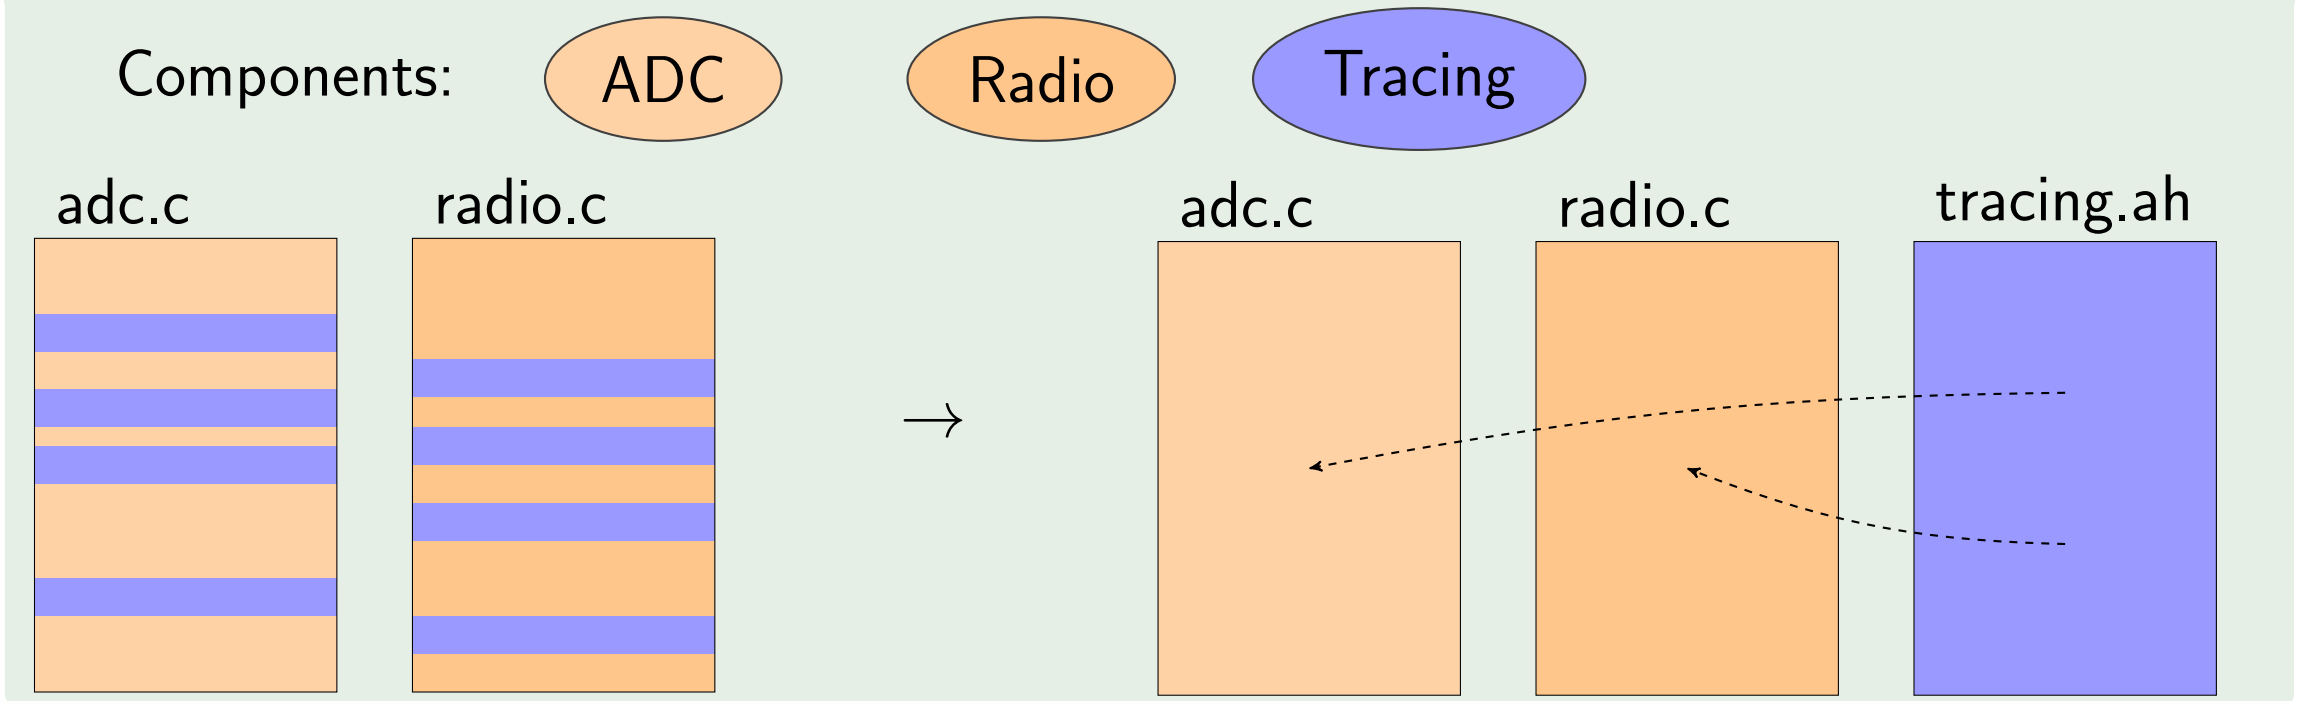 Components: ADC Radio Tracing
adc.c radio.c adc.c radio.c tracing.ah
→